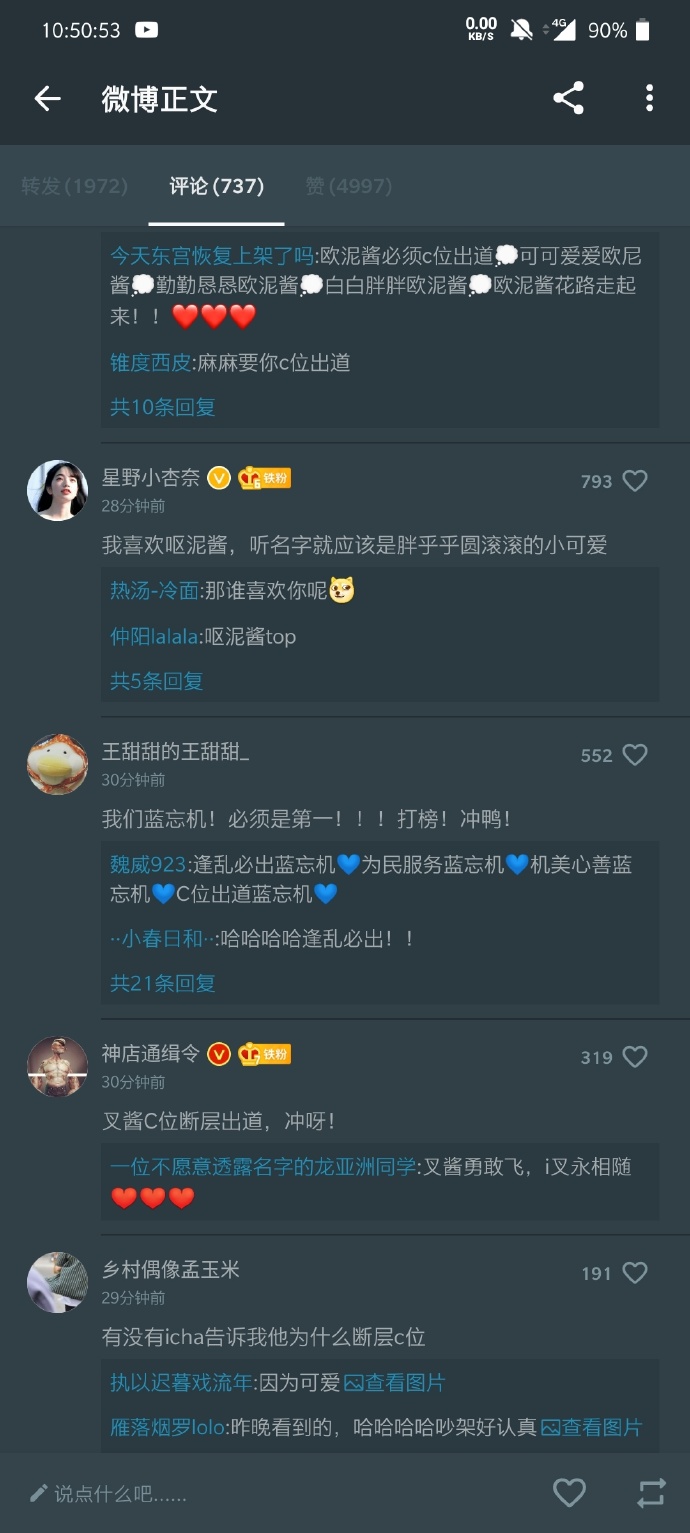 10:50:53
0.00
KB/S
4G
90%
微博正文
转发(1972)
评论(737)
赞(4997)
今天东宫恢复上架了吗:欧泥酱必须c位出道💭可可爱爱欧尼
酱💭勤勤恳恳欧泥酱💭白白胖胖欧泥酱💭欧泥酱花路走起
来！！❤️❤️❤️
锥度西皮:麻麻要你c位出道
共10条回复
星野小杏奈
6
铁粉
793
28分钟前
我喜欢呕泥酱，听名字就应该是胖乎乎圆滚滚的小可爱
热汤-冷面:那谁喜欢你呢
仲阳lalala:呕泥酱top
共5条回复
王甜甜的王甜甜_
552
30分钟前
我们蓝忘机！必须是第一！！！打榜！冲鸭！
魏威923:逢乱必出蓝忘机💙为民服务蓝忘机💙机美心善蓝
忘机💙C位出道蓝忘机💙
··小春日和··:哈哈哈哈逢乱必出！！
共21条回复
神店通缉令
7
铁粉
319
30分钟前
叉酱C位断层出道，冲呀！
一位不愿意透露名字的龙亚洲同学:叉酱勇敢飞，i叉永相随
❤️❤️❤️
乡村偶像孟玉米
191
29分钟前
有没有icha告诉我他为什么断层c位
执以迟暮戏流年:因为可爱查看图片
雁落烟罗lolo:昨晚看到的，哈哈哈哈吵架好认真查看图片
说点什么吧......